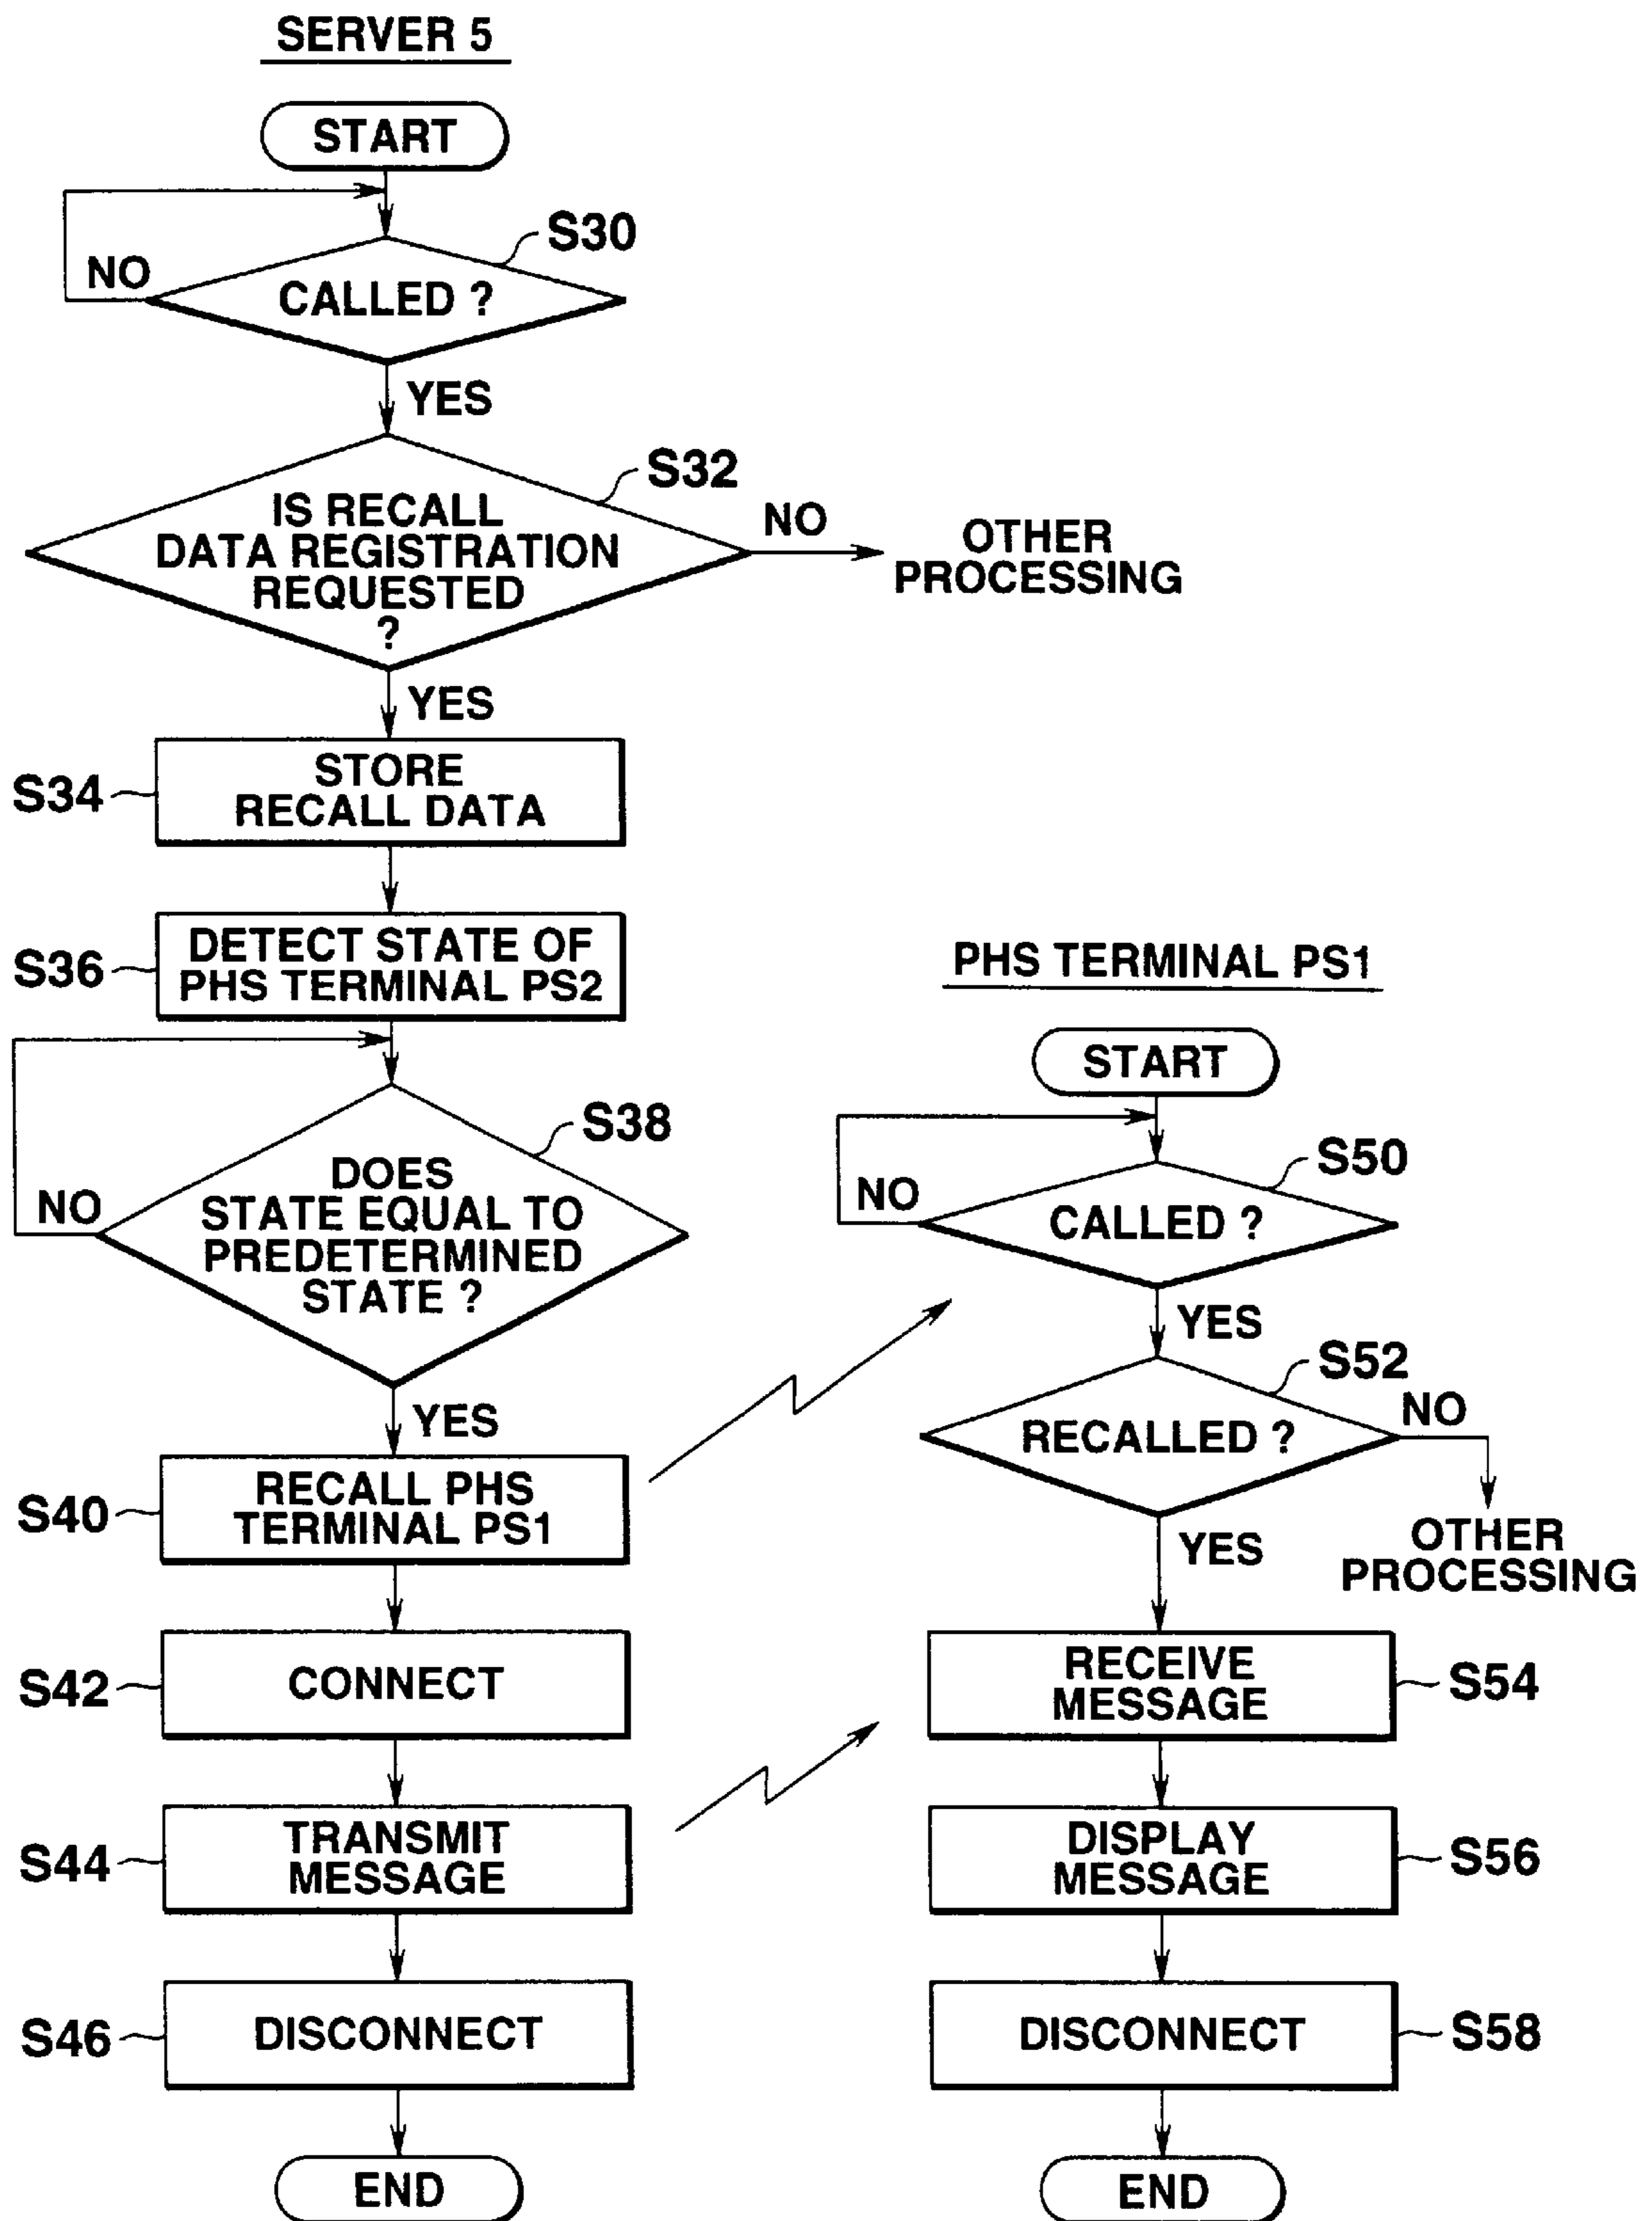 SERVER 5
START
S30
NO
CALLED ?
YES
S32
IS RECALL
DATA REGISTRATION
REQUESTED
?
NO
OTHER
PROCESSING
YES
S34
STORE
RECALL DATA
S36
DETECT STATE OF
PHS TERMINAL PS2
S38
NO
DOES
STATE EQUAL TO
PREDETERMINED
STATE ?
YES
S40
RECALL PHS
TERMINAL PS1
S42
CONNECT
S44
TRANSMIT
MESSAGE
S46
DISCONNECT
END
PHS TERMINAL PS1
START
S50
NO
CALLED ?
YES
S52
RECALLED ?
NO
OTHER
PROCESSING
YES
RECEIVE
MESSAGE
S54
DISPLAY
MESSAGE
S56
DISCONNECT
S58
END